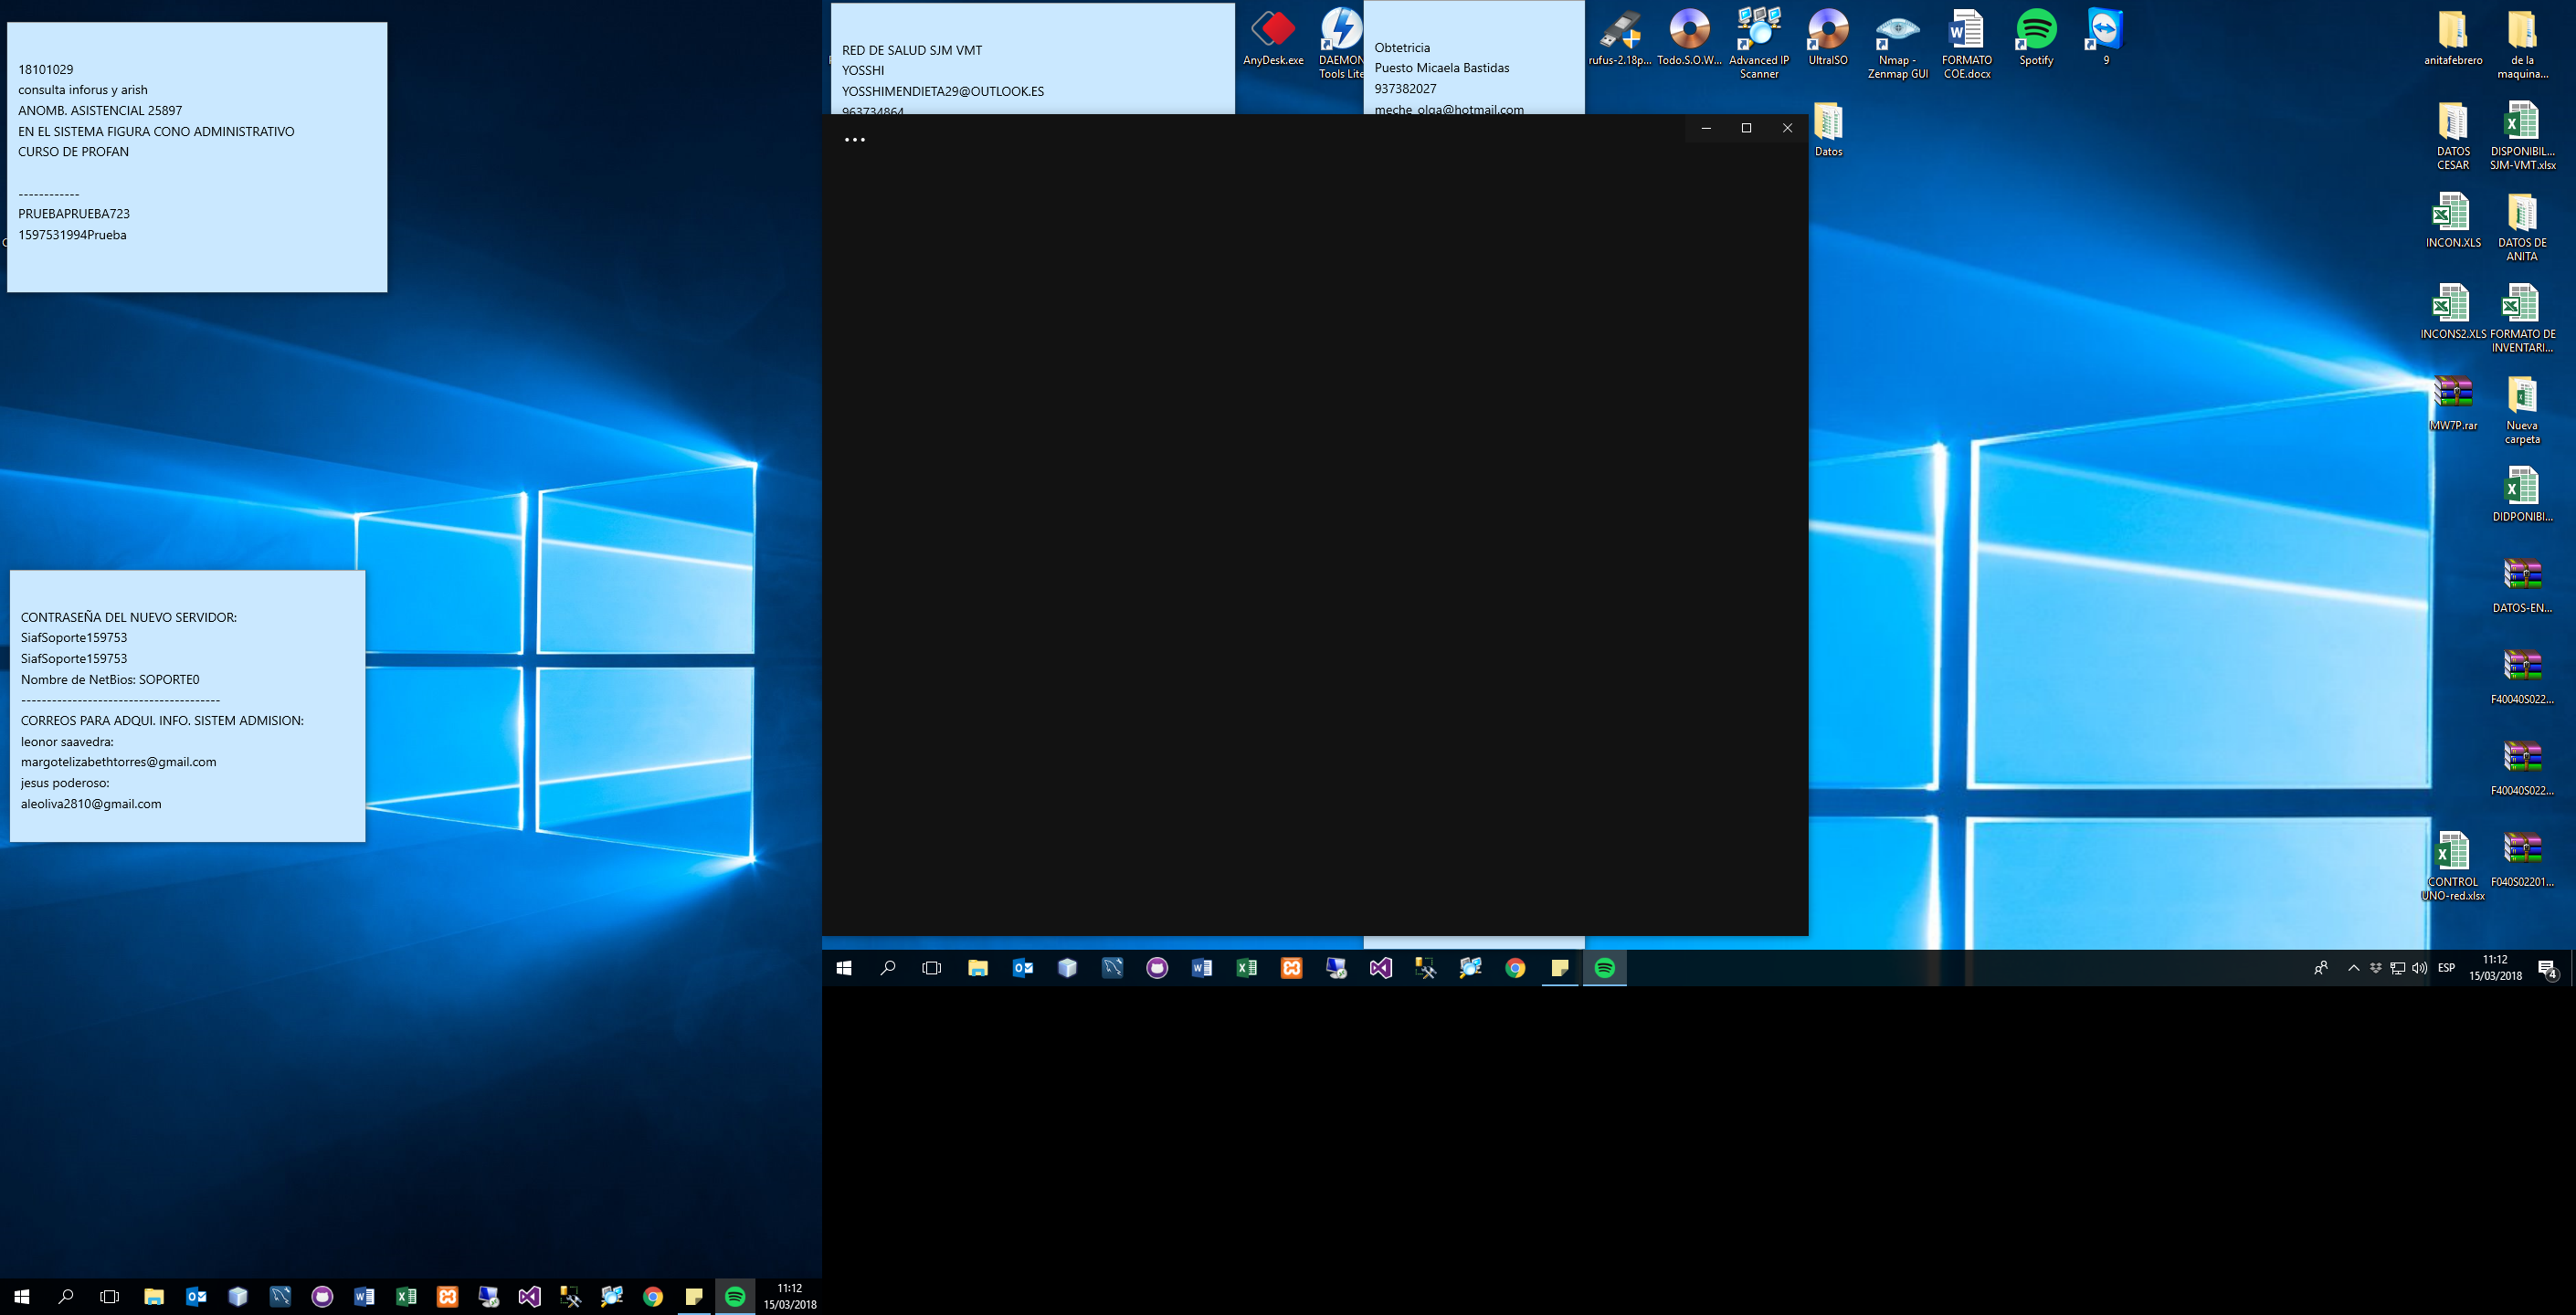 18101029
consulta inforus y arish
ANOMB. ASISTENCIAL 25897
EN EL SISTEMA FIGURA CONO ADMINISTRATIVO
CURSO DE PROFAN
------------
PRUEBAPRUEBA723
1597531994Prueba
CONTRASEÑA DEL NUEVO SERVIDOR:
SiafSoporte159753
SiafSoporte159753
Nombre de NetBios: SOPORTE0
---------------------------------------
CORREOS PARA ADQUI. INFO. SISTEM ADMISION:
leonor saavedra:
margotelizabethtorres@gmail.com
jesus poderoso:
aleoliva2810@gmail.com
11:12
15/03/2018
RED DE SALUD SJM VMT
YOSSHI
YOSSHIMENDIETA29@OUTLOOK.ES
963734864
AnyDesk.exe
DAEMON
Tools Lite
Obtetricia
Puesto Micaela Bastidas
937382027
meche_olga@hotmail.com
rufus-2.18p...
Todo.S.O.W...
Advanced IP
Scanner
UltraISO
Nmap -
Zenmap GUI
FORMATO
COE.docx
Spotify
9
Datos
anitafebrero
de la
maquina...
DATOS
CESAR
DISPONIBIL...
SJM-VMT.xlsx
INCON.XLS
DATOS DE
ANITA
INCONS2.XLS
FORMATO DE
INVENTARI...
MW7P.rar
Nueva
carpeta
DIDPONIBI...
DATOS-EN...
F40040S022...
F40040S022...
CONTROL
UNO-red.xlsx
F040S02201...
ESP
11:12
15/03/2018
4